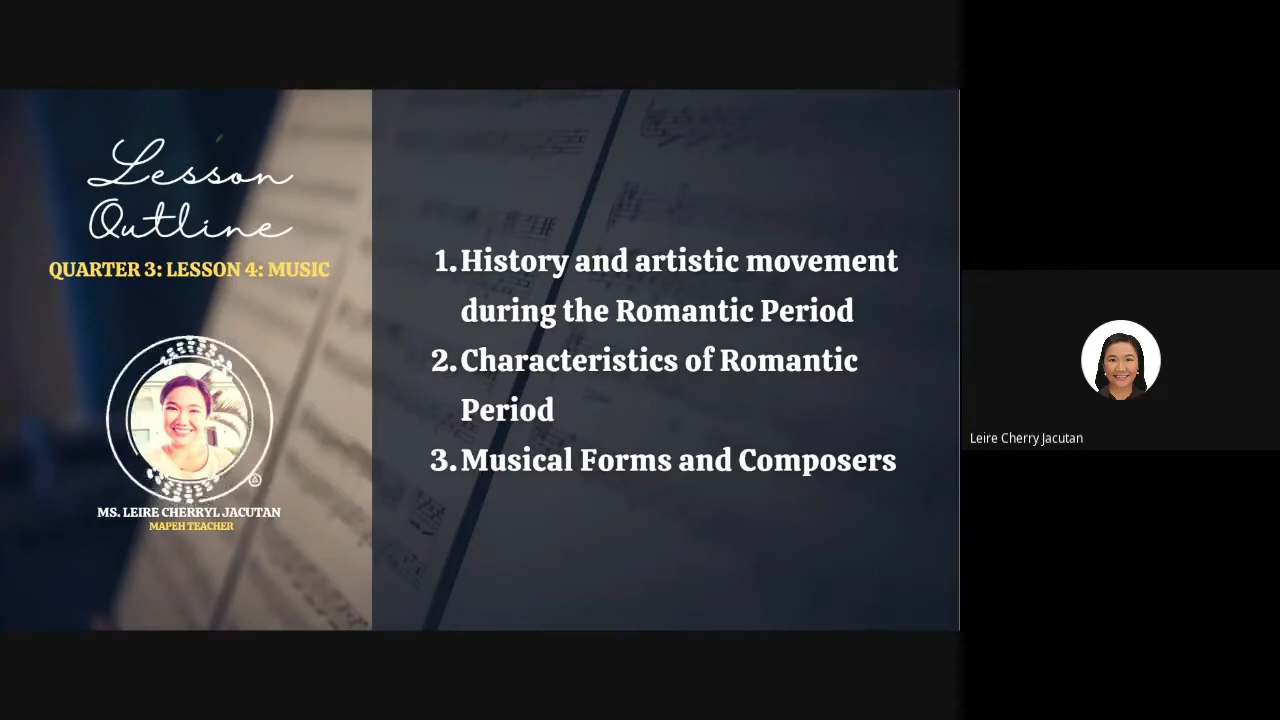 Lesson
Outline
QUARTER 3: LESSON 4: MUSIC
MS. LEIRE CHERRYL JACUTAN
MAPEH TEACHER
1. History and artistic movement
during the Romantic Period
2. Characteristics of Romantic
Period
3. Musical Forms and Composers
Leire Cherry Jacutan